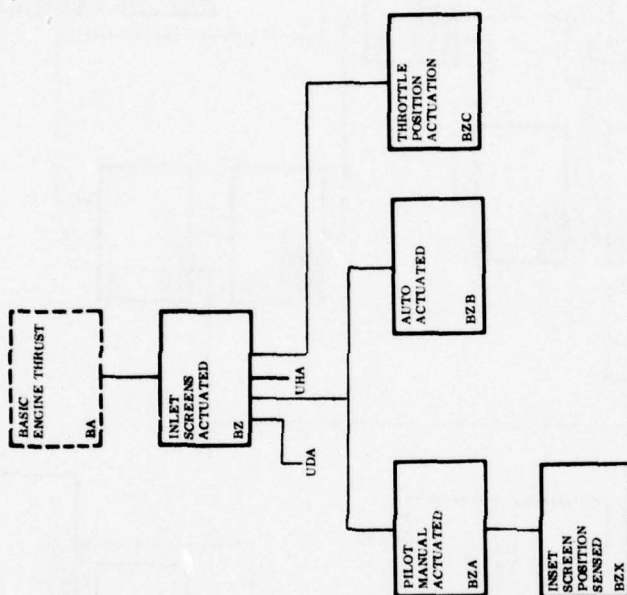 BASIC
ENGINE THRUST
BA
INLET
SCREENS
ACTUATED
BZ
UDA
UHA
PILOT
MANUAL
ACTUATED
BZA
AUTO
ACTUATED
BZB
THROTTLE
POSITION
ACTUATION
BZC
INSET
SCREEN
POSITION
SENSED
BZX